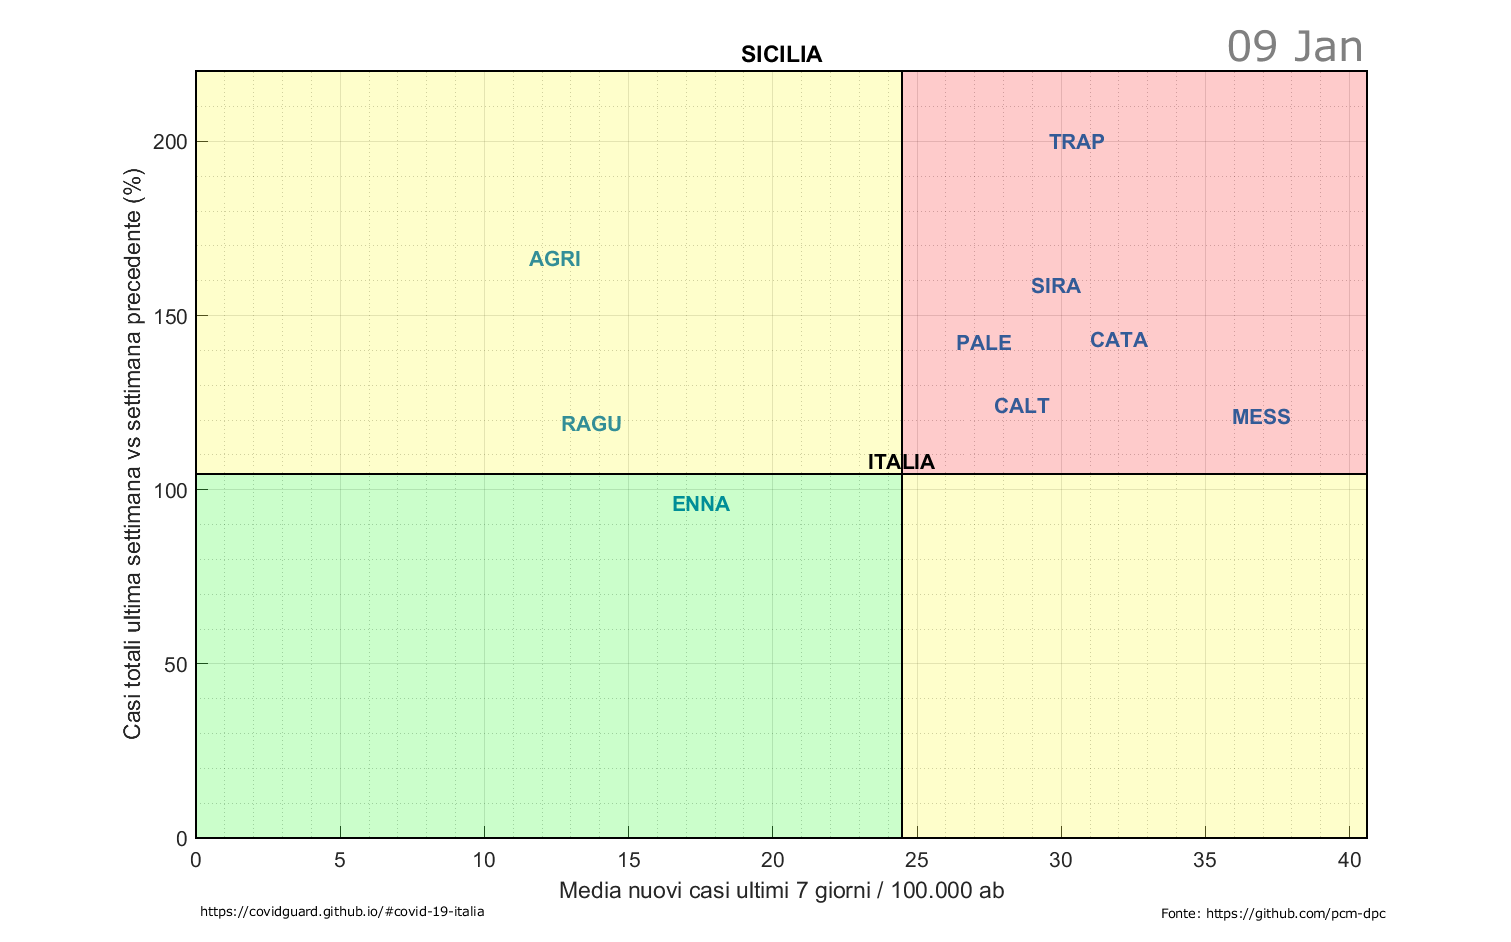 09 Jan
SICILIA
Casi totali ultima settimana vs settimana precedente (%)
200
150
100
50
0
TRAP
AGRI
SIRA
PALE
CATA
CALT
MESS
RAGU
ITALIA
ENNA
0 5 10 15 20 25 30 35 40
Media nuovi casi ultimi 7 giorni / 100.000 ab
https://covidguard.github.io/#covid-19-italia
Fonte: https://github.com/pcm-dpc